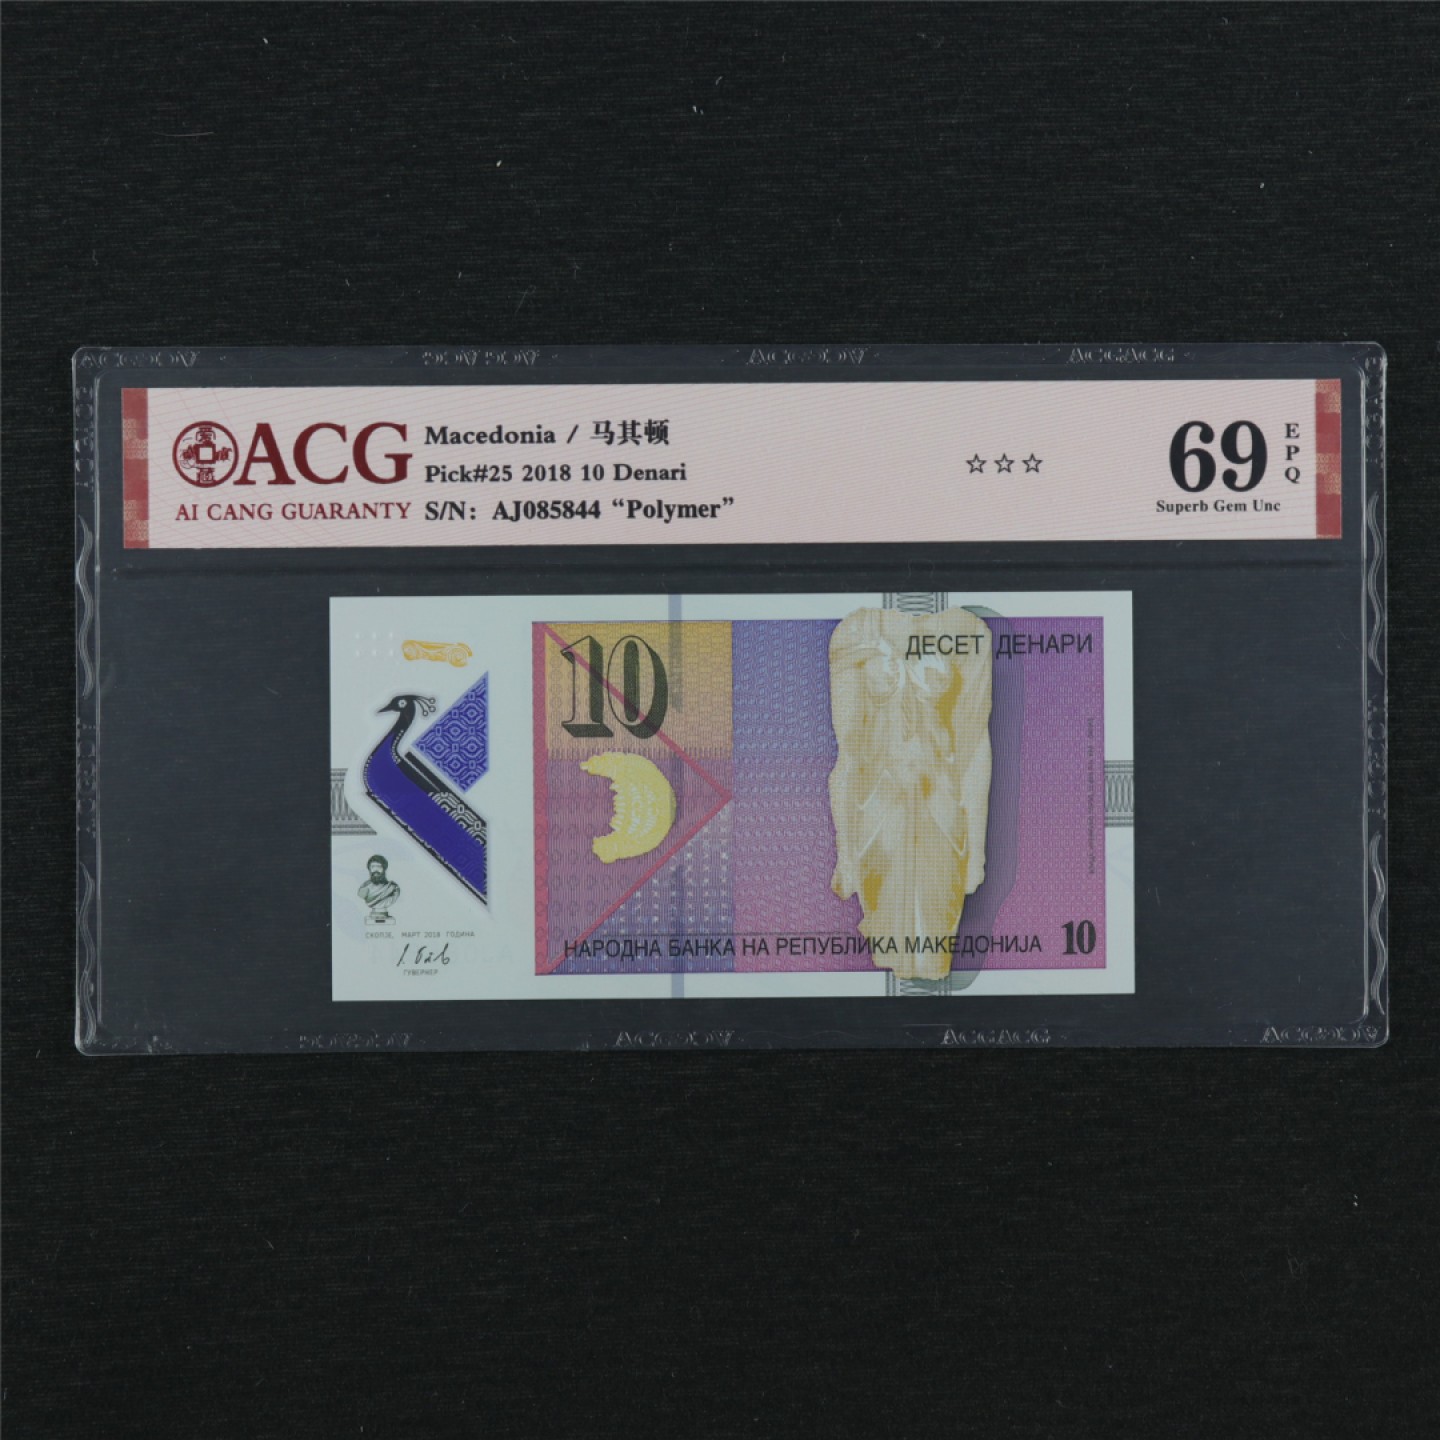 ACG
AI CANG GUARANTY
Macedonia / 马其顿
Pick#25 2018 10 Denari
S/N: AJ085844 “Polymer”
☆☆☆
69
EPQ
Superb Gem Unc
10
ДЕСЕТ ДЕНАРИ
СКОПЈЕ, МАРТ 2018 ГОДИНА
ГУВЕРНЕР
НАРОДНА БАНКА НА РЕПУБЛИКА МАКЕДОНИЈА
10